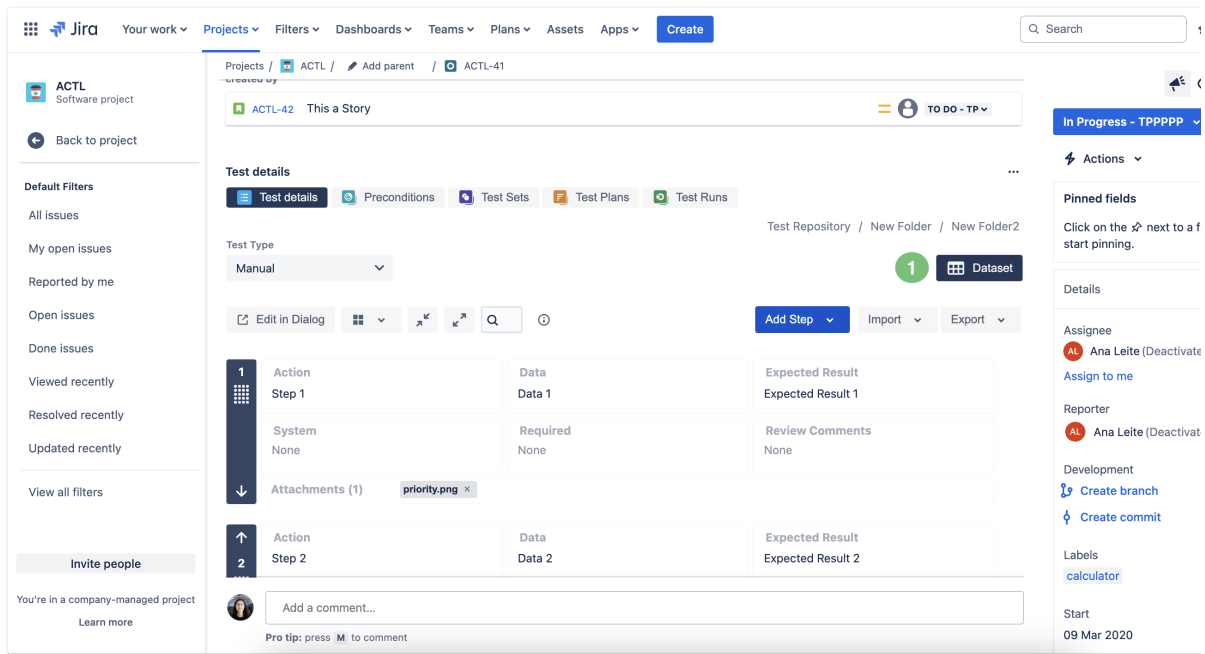 Jira Your work Projects Filters Dashboards Teams Plans Assets Apps Create Search
ACTL
Software project
Back to project
Default Filters
All issues
My open issues
Reported by me
Open issues
Done issues
Viewed recently
Resolved recently
Updated recently
View all filters
Invite people
You're in a company-managed project
Learn more
Projects / ACTL / Add parent / ACTL-41
created by
ACTL-42 This a Story TO DO - TP
Test details
Test details Preconditions Test Sets Test Plans Test Runs
Test Repository / New Folder / New Folder2
Test Type
Manual 1 Dataset
Edit in Dialog Add Step Import Export
1 Action Data Expected Result
Step 1 Data 1 Expected Result 1
System Required Review Comments
None None None
Attachments (1) priority.png ×
Action Data Expected Result
2 Step 2 Data 2 Expected Result 2
Add a comment...
Pro tip: press M to comment
In Progress - TPPPPP
Actions
Pinned fields
Click on the next to a f
start pinning.
Details
Assignee
AL Ana Leite (Deactivate
Assign to me
Reporter
AL Ana Leite (Deactivat
Development
Create branch
Create commit
Labels
calculator
Start
09 Mar 2020